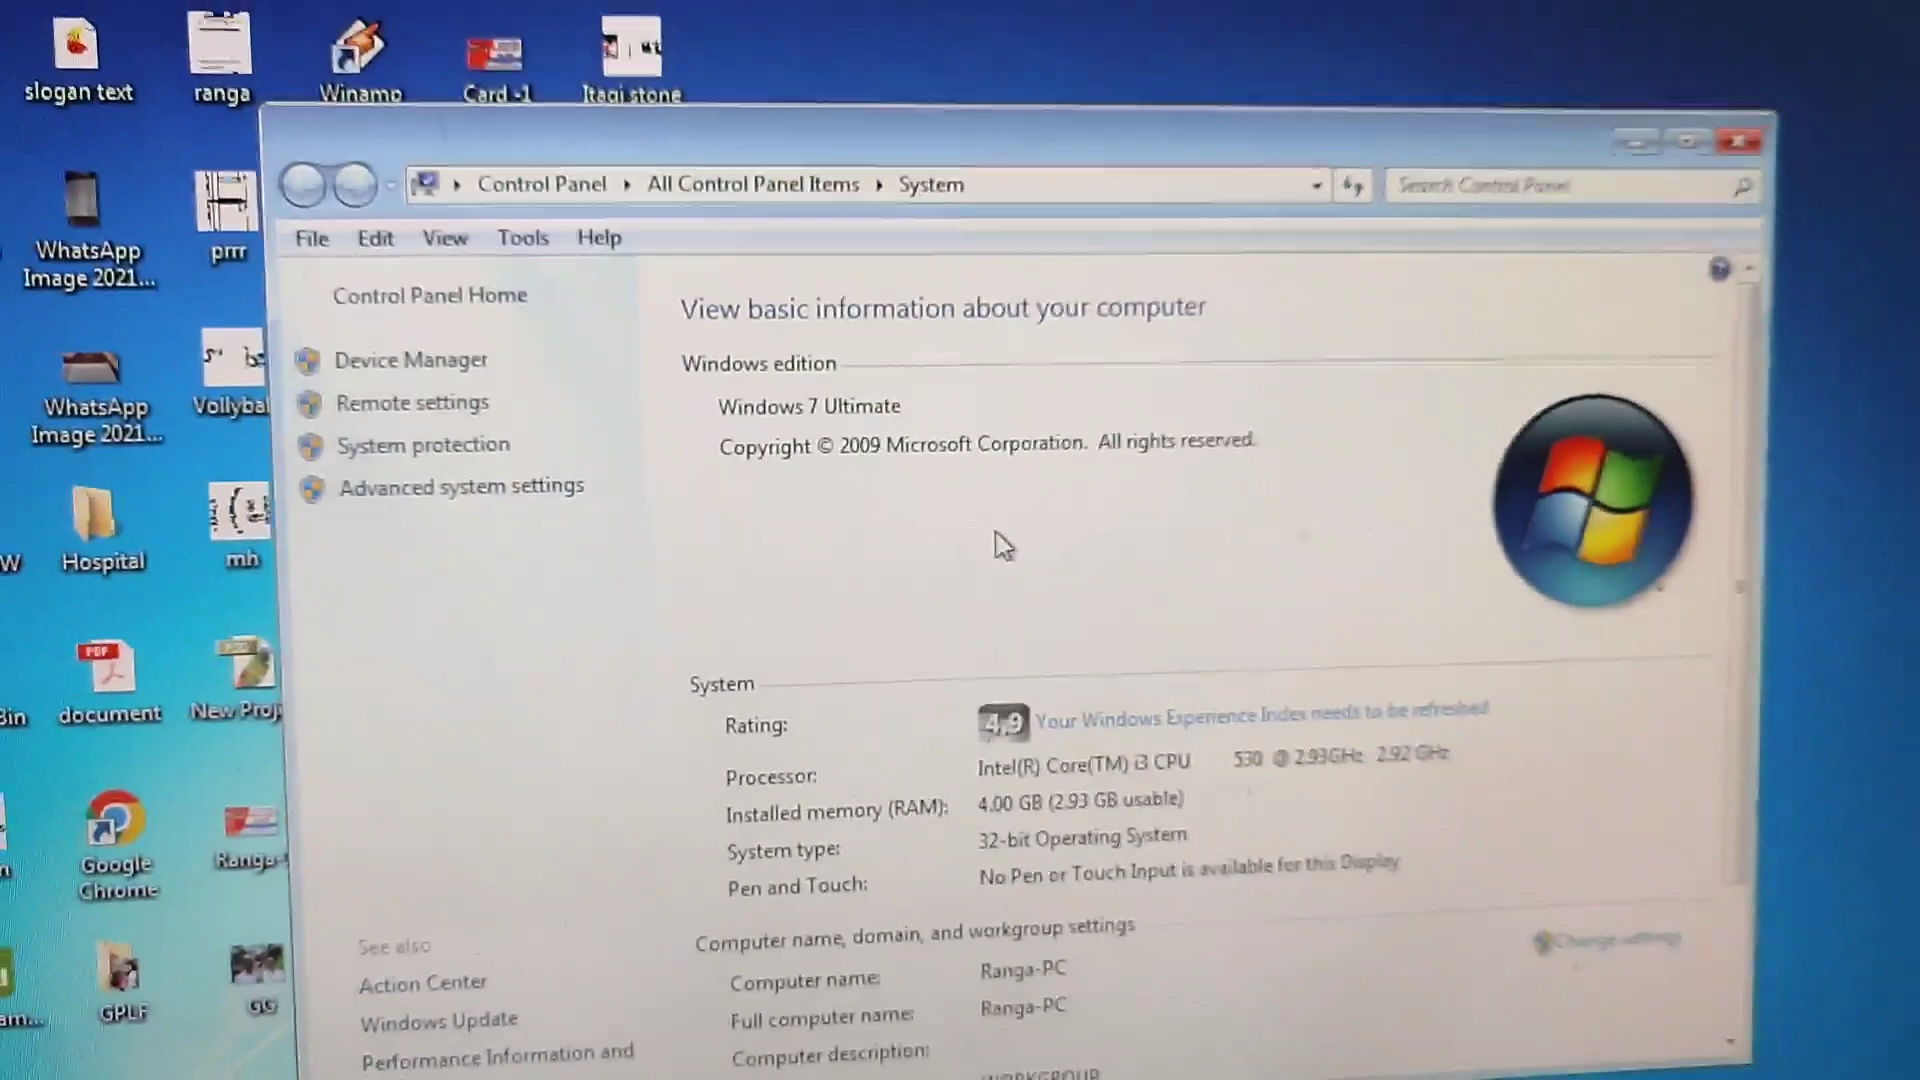 slogan text
ranga
Winamp
Card -1
Itagi stone
WhatsApp
Image 2021...
prrr
WhatsApp
Image 2021...
Vollybal
W
Hospital
mh
PDF
Bin
document
New Proj
Google
Chrome
Ranga-
am...
GPLF
GG
Control Panel
All Control Panel Items
System
Search Control Panel
File
Edit
View
Tools
Help
Control Panel Home
Device Manager
Remote settings
System protection
Advanced system settings
See also
Action Center
Windows Update
Performance Information and
View basic information about your computer
Windows edition
Windows 7 Ultimate
Copyright © 2009 Microsoft Corporation. All rights reserved.
System
Rating: 4,9 Your Windows Experience Index needs to be refreshed
Processor: Intel(R) Core(TM) i3 CPU 530 @ 2.93GHz 2.92 GHz
Installed memory (RAM): 4.00 GB (2.93 GB usable)
System type: 32-bit Operating System
Pen and Touch: No Pen or Touch Input is available for this Display
Computer name, domain, and workgroup settings
Change settings
Computer name: Ranga-PC
Full computer name: Ranga-PC
Computer description:
WORKGROUP